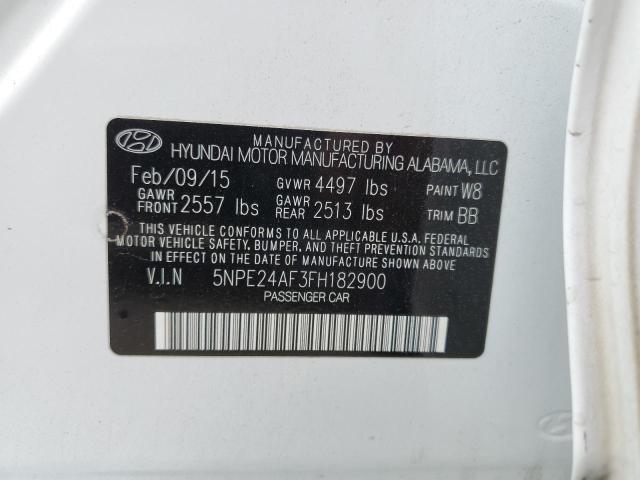 MANUFACTURED BY
HYUNDAI MOTOR MANUFACTURING ALABAMA, LLC
Feb/09/15 GVWR 4497 lbs PAINT W8
GAWR FRONT 2557 lbs GAWR REAR 2513 lbs TRIM BB
THIS VEHICLE CONFORMS TO ALL APPLICABLE U.S.A. FEDERAL
MOTOR VEHICLE SAFETY, BUMPER, AND THEFT PREVENTION STANDARDS
IN EFFECT ON THE DATE OF MANUFACTURE SHOWN ABOVE.
V.I.N 5NPE24AF3FH182900
PASSENGER CAR